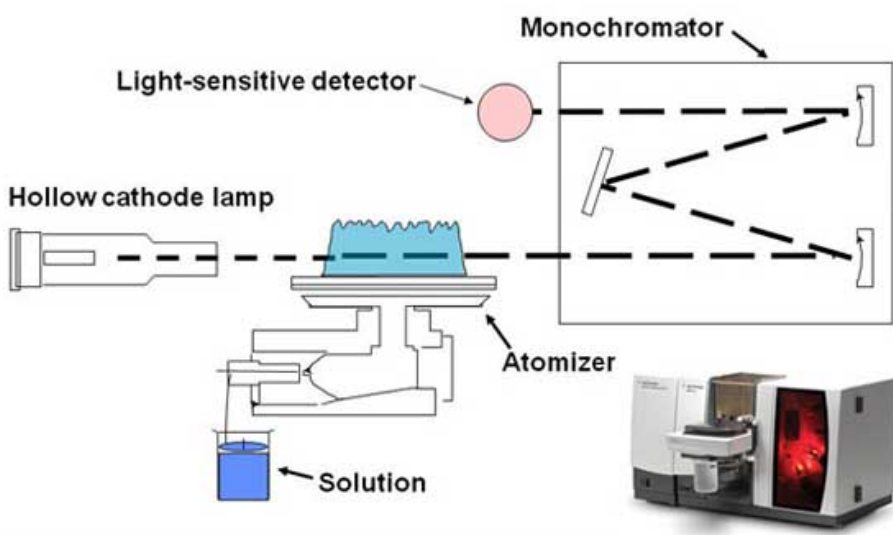 Monochromator
Light-sensitive detector
Hollow cathode lamp
Atomizer
Solution